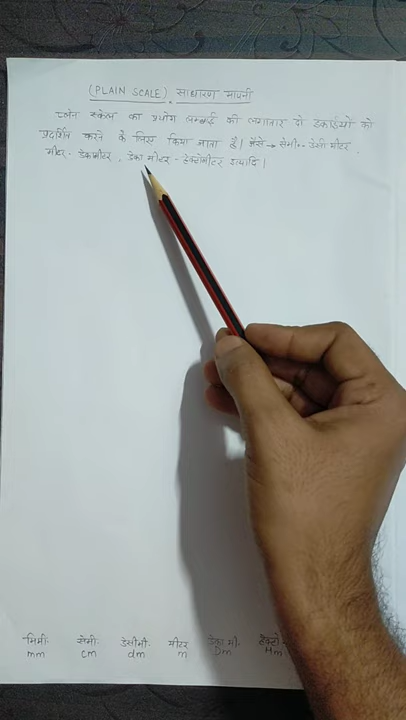 (PLAIN SCALE) साधारण मापनी
प्लेन स्केल का प्रयोग लम्बाई की लगातार दो इकाईयों को
प्रदर्शित करने के लिए किया जाता है। जैसे → सेमी॰- डेसी मीटर,
मीटर- डेकामीटर, डेका मीटर - हेक्टोमीटर इत्यादि।
मिमी॰ सेमी॰ डेसीमी॰ मीटर डेका मी॰ हेक्टो
mm cm dm m Dm Hm